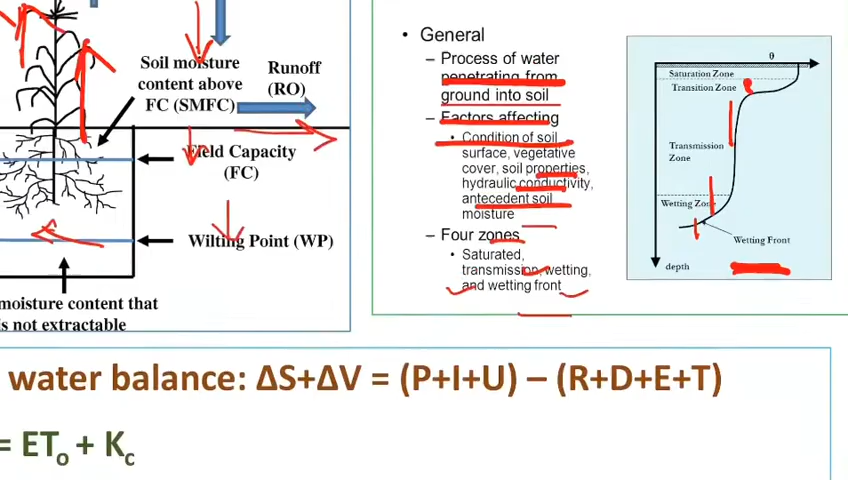 Soil moisture
content above
FC (SMFC)
Runoff
(RO)
Field Capacity
(FC)
Wilting Point (WP)
moisture content that
is not extractable
• General
– Process of water
penetrating from
ground into soil
– Factors affecting
• Condition of soil
surface, vegetative
cover, soil properties,
hydraulic conductivity,
antecedent soil
moisture
– Four zones
• Saturated,
transmission, wetting,
and wetting front
θ
Saturation Zone
Transition Zone
Transmission
Zone
Wetting Zone
Wetting Front
depth
water balance: ΔS+ΔV = (P+I+U) – (R+D+E+T)
= ETo + Kc